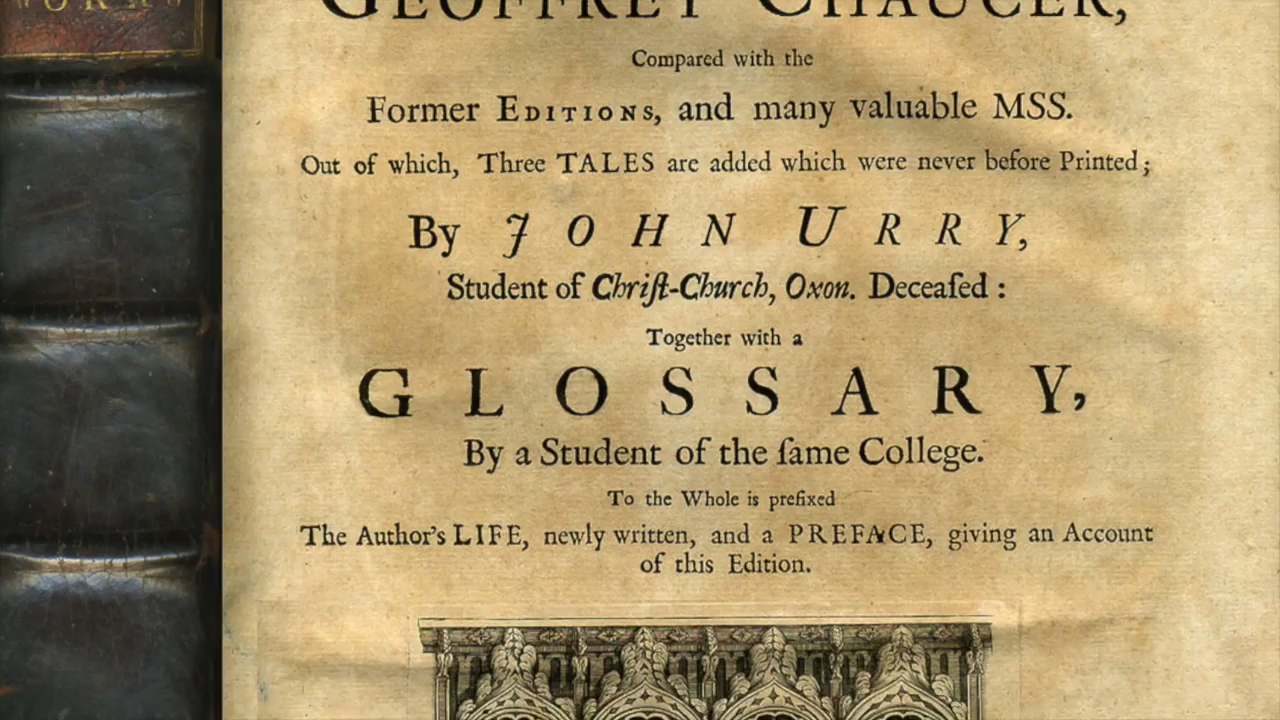 WORKS
GEOFFREY CHAUCER,
Compared with the
Former EDITIONS, and many valuable MSS.
Out of which, Three TALES are added which were never before Printed;
By JOHN URRY,
Student of Chriſt-Church, Oxon. Deceaſed :
Together with a
GLOSSARY,
By a Student of the ſame College.
To the Whole is prefixed
The Author's LIFE, newly written, and a PREFACE, giving an Account
of this Edition.